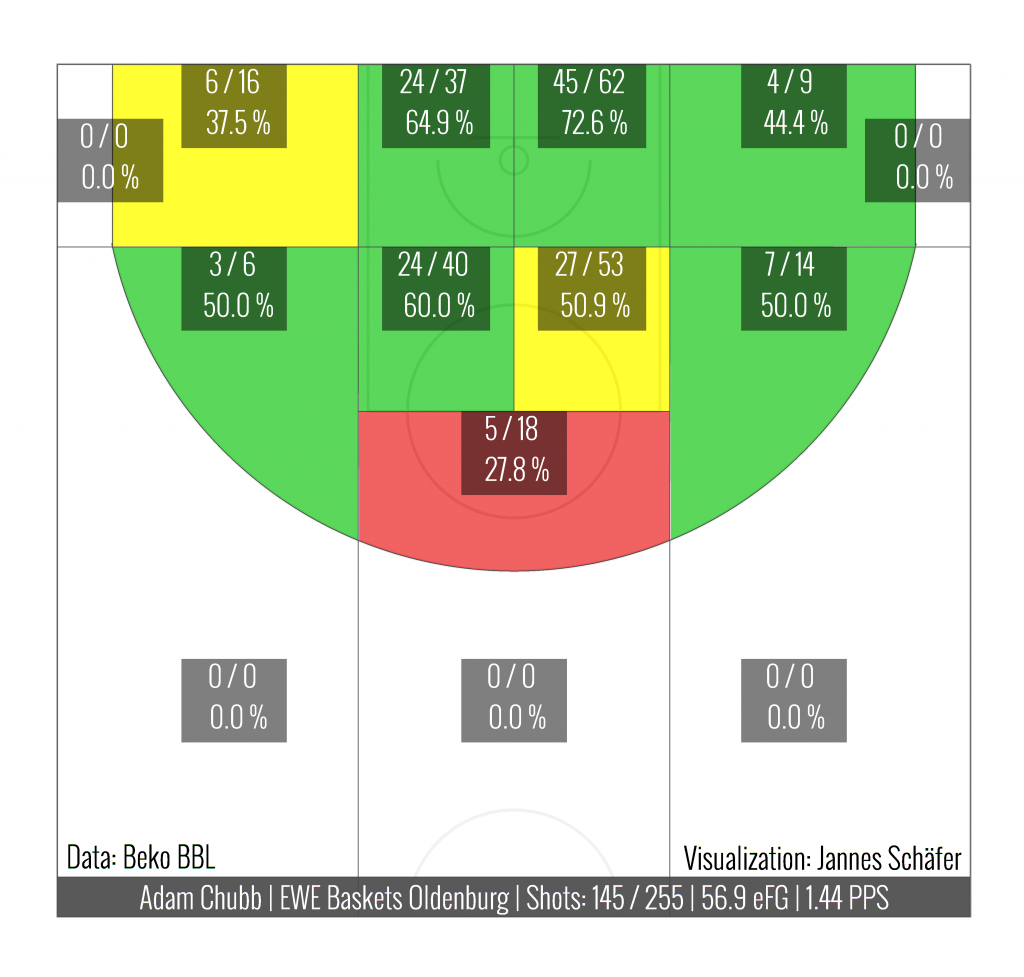 6 / 16
37.5 %
24 / 37
64.9 %
45 / 62
72.6 %
4 / 9
44.4 %
0 / 0
0.0 %
0 / 0
0.0 %
3 / 6
50.0 %
24 / 40
60.0 %
27 / 53
50.9 %
7 / 14
50.0 %
5 / 18
27.8 %
0 / 0
0.0 %
0 / 0
0.0 %
0 / 0
0.0 %
Data: Beko BBL
Visualization: Jannes Schäfer
Adam Chubb | EWE Baskets Oldenburg | Shots: 145 / 255 | 56.9 eFG | 1.44 PPS